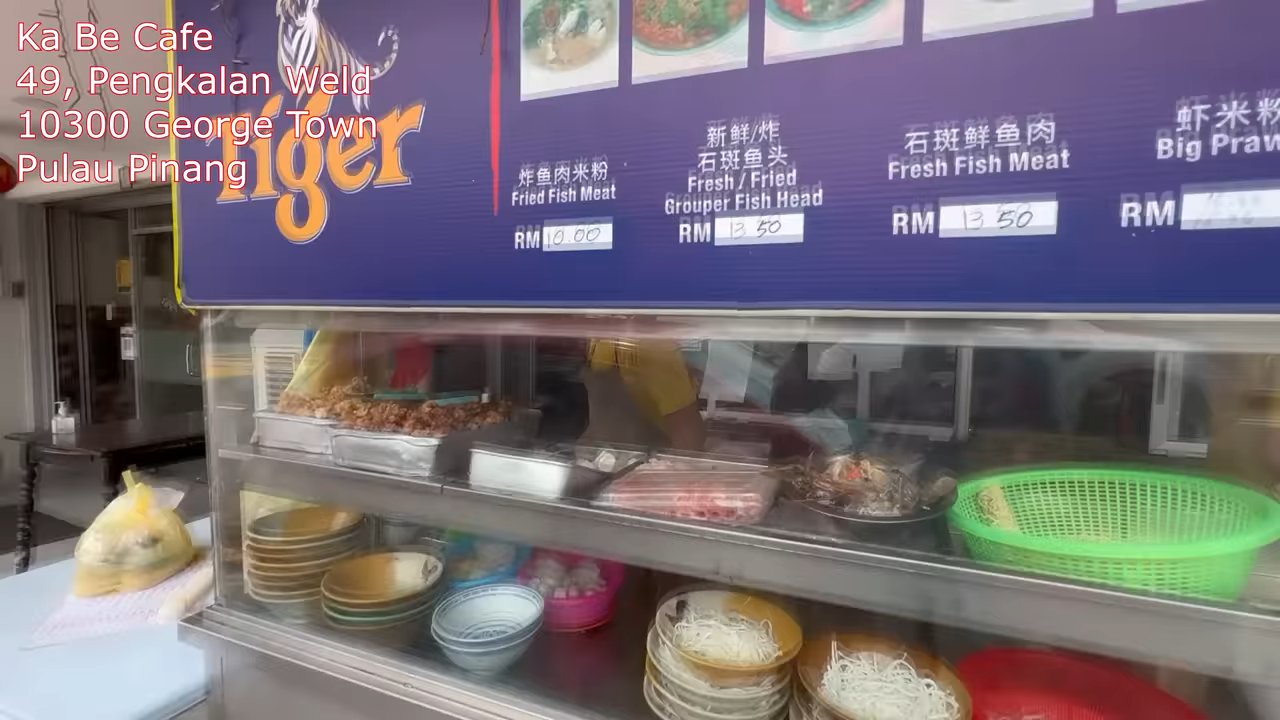 Ka Be Cafe
49, Pengkalan Weld
10300 George Town
Pulau Pinang
Tiger
炸鱼肉米粉
Fried Fish Meat
RM 10.00
新鲜/炸
石斑鱼头
Fresh / Fried
Grouper Fish Head
RM 13 50
石斑鲜鱼肉
Fresh Fish Meat
RM 13 50
虾米粉
Big Praw
RM